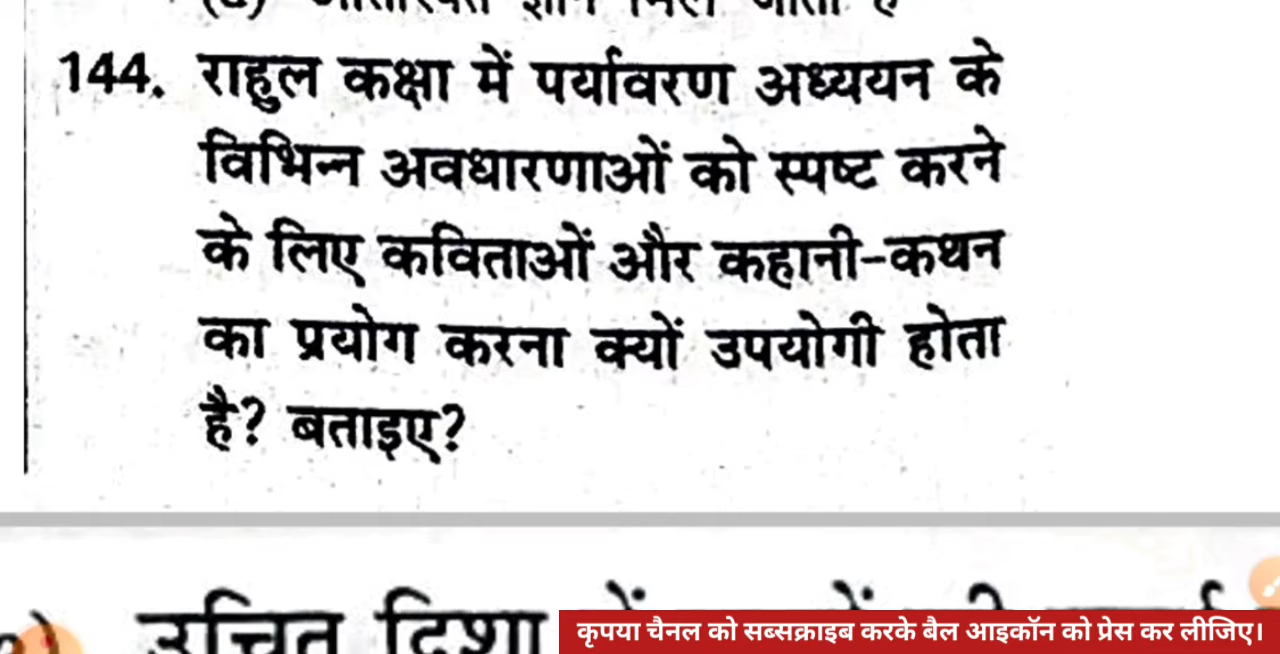 144. राहुल कक्षा में पर्यावरण अध्ययन के
विभिन्न अवधारणाओं को स्पष्ट करने
के लिए कविताओं और कहानी-कथन
का प्रयोग करना क्यों उपयोगी होता
है? बताइए?
उचित दिशा
कृपया चैनल को सब्सक्राइब करके बैल आइकॉन को प्रेस कर लीजिए।